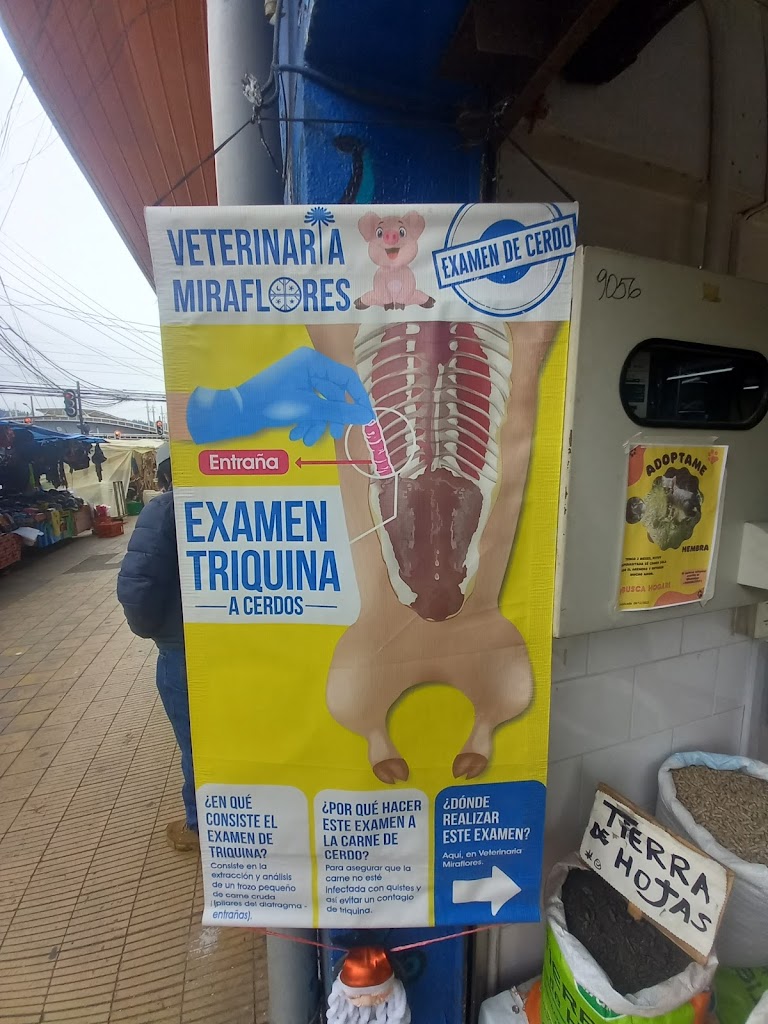 VETERINARIA
MIRAFLORES
EXAMEN DE CERDO
Entraña
EXAMEN
TRIQUINA
A CERDOS
¿EN QUÉ
CONSISTE EL
EXAMEN DE
TRIQUINA?
Consiste en la
extracción y análisis
de un trozo pequeño
de carne cruda
(pilares del diafragma -
entrañas).
¿POR QUÉ HACER
ESTE EXAMEN A
LA CARNE DE
CERDO?
Para asegurar que la
carne no esté
infectada con quistes y
así evitar un contagio
de triquina.
¿DÓNDE
REALIZAR
ESTE EXAMEN?
Aquí, en Veterinaria
Miraflores.
9056
ADOPTAME
HEMBRA
BUSCA HOGAR!
TIERRA
DE HOJAS